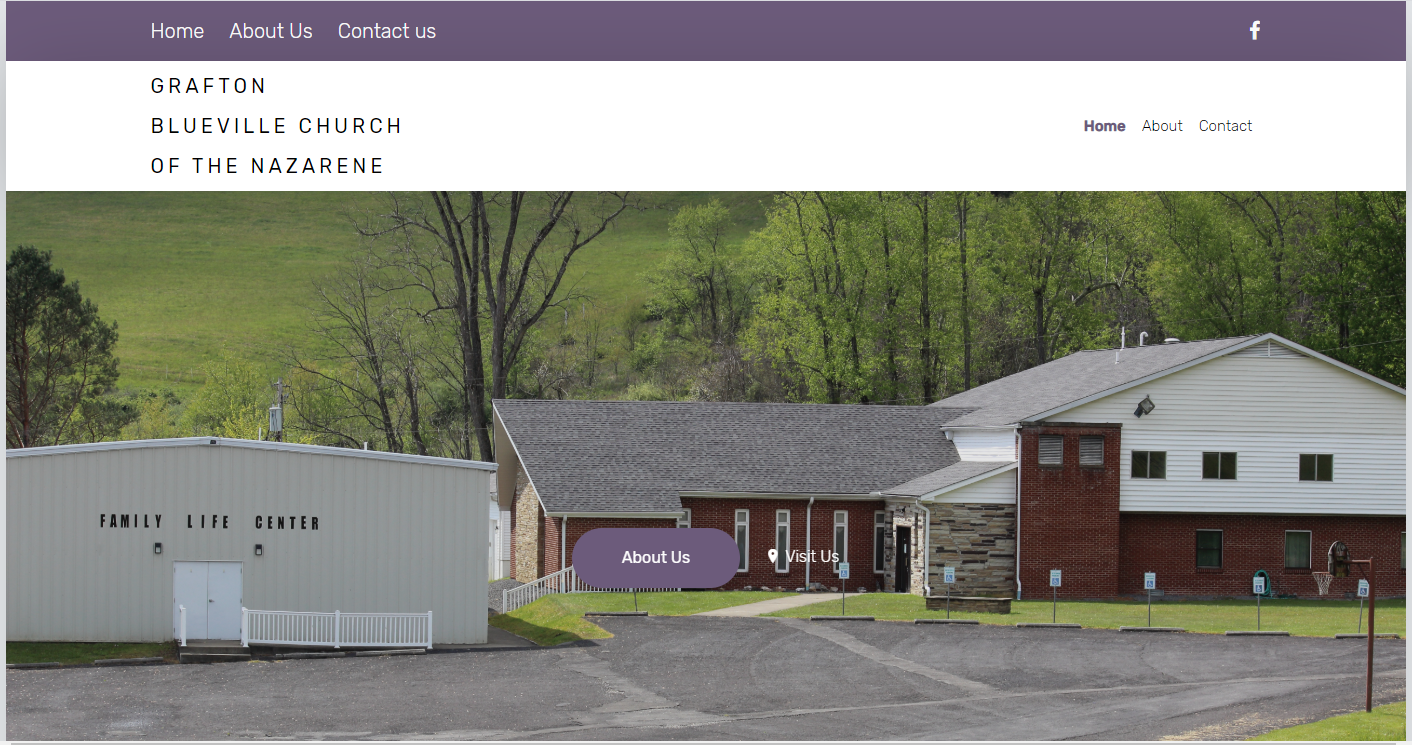 Home About Us Contact us
GRAFTON
BLUEVILLE CHURCH
OF THE NAZARENE
Home About Contact
FAMILY LIFE CENTER
About Us Visit Us